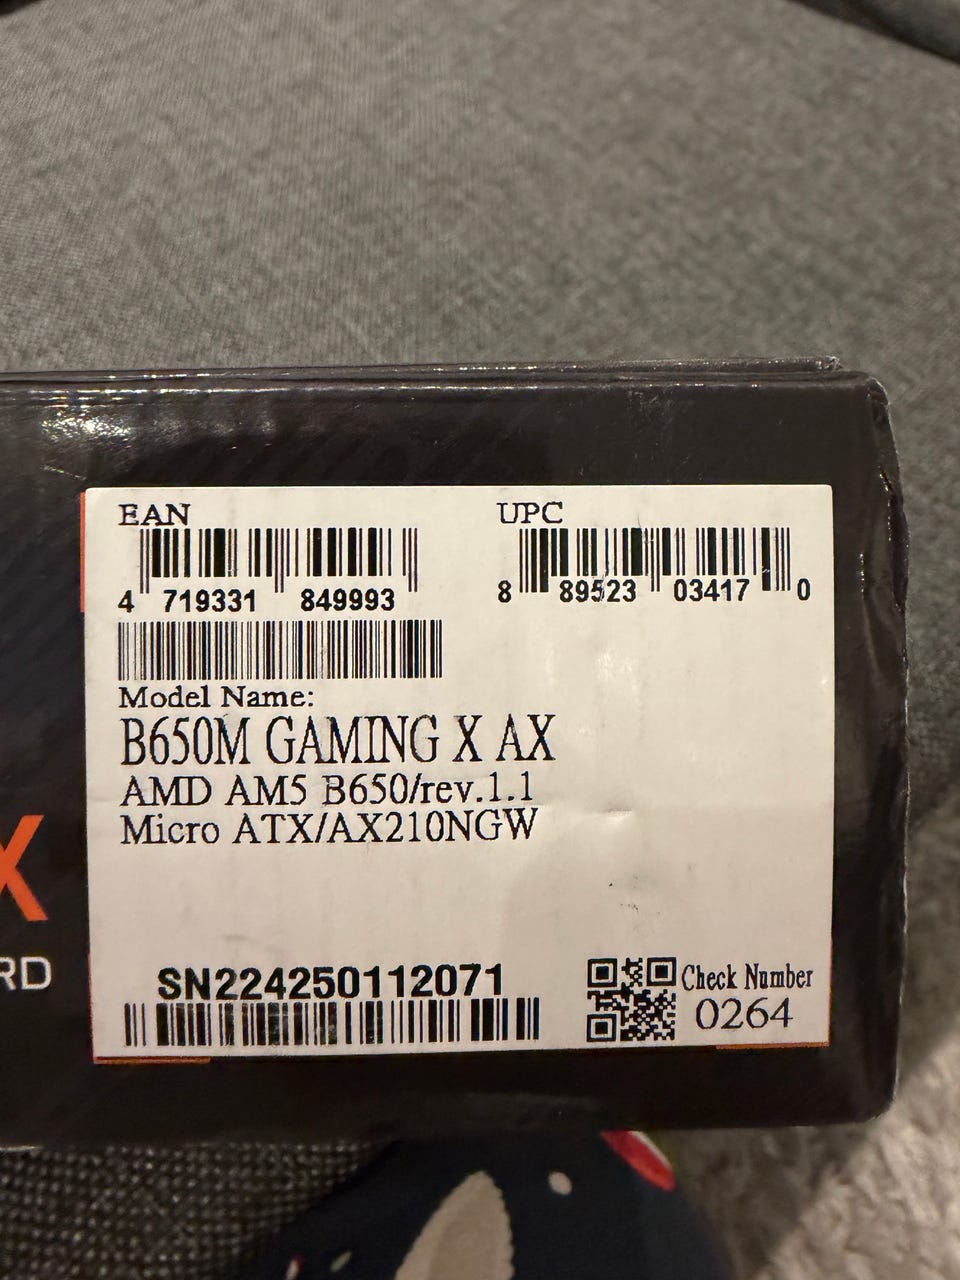 EAN
UPC
4 719331 849993
8 89523 03417 0
Model Name:
B650M GAMING X AX
AMD AM5 B650/rev.1.1
Micro ATX/AX210NGW
X
RD
SN224250112071
Check Number
0264